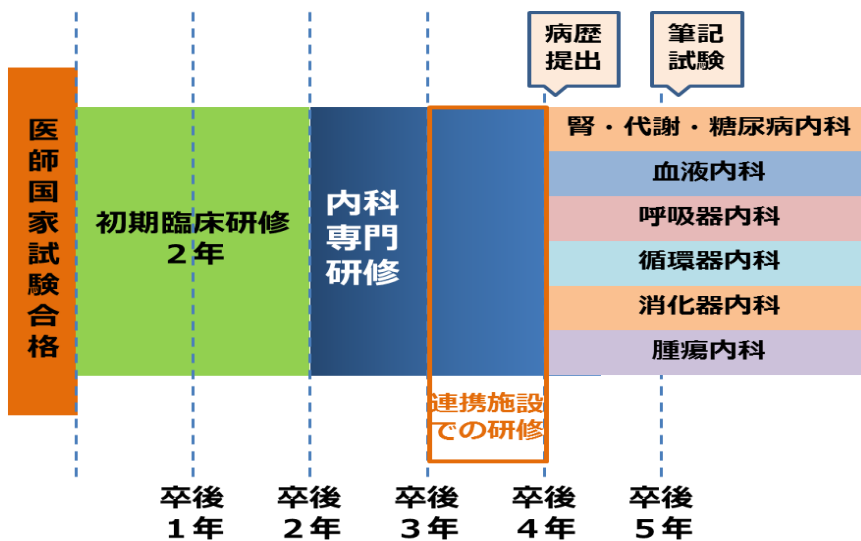 病歴
提出
筆記
試験
医師国家試験合格
初期臨床研修
２年
内科
専門
研修
腎・代謝・糖尿病内科
血液内科
呼吸器内科
循環器内科
消化器内科
腫瘍内科
連携施設
での研修
卒後
１年
卒後
２年
卒後
３年
卒後
４年
卒後
５年